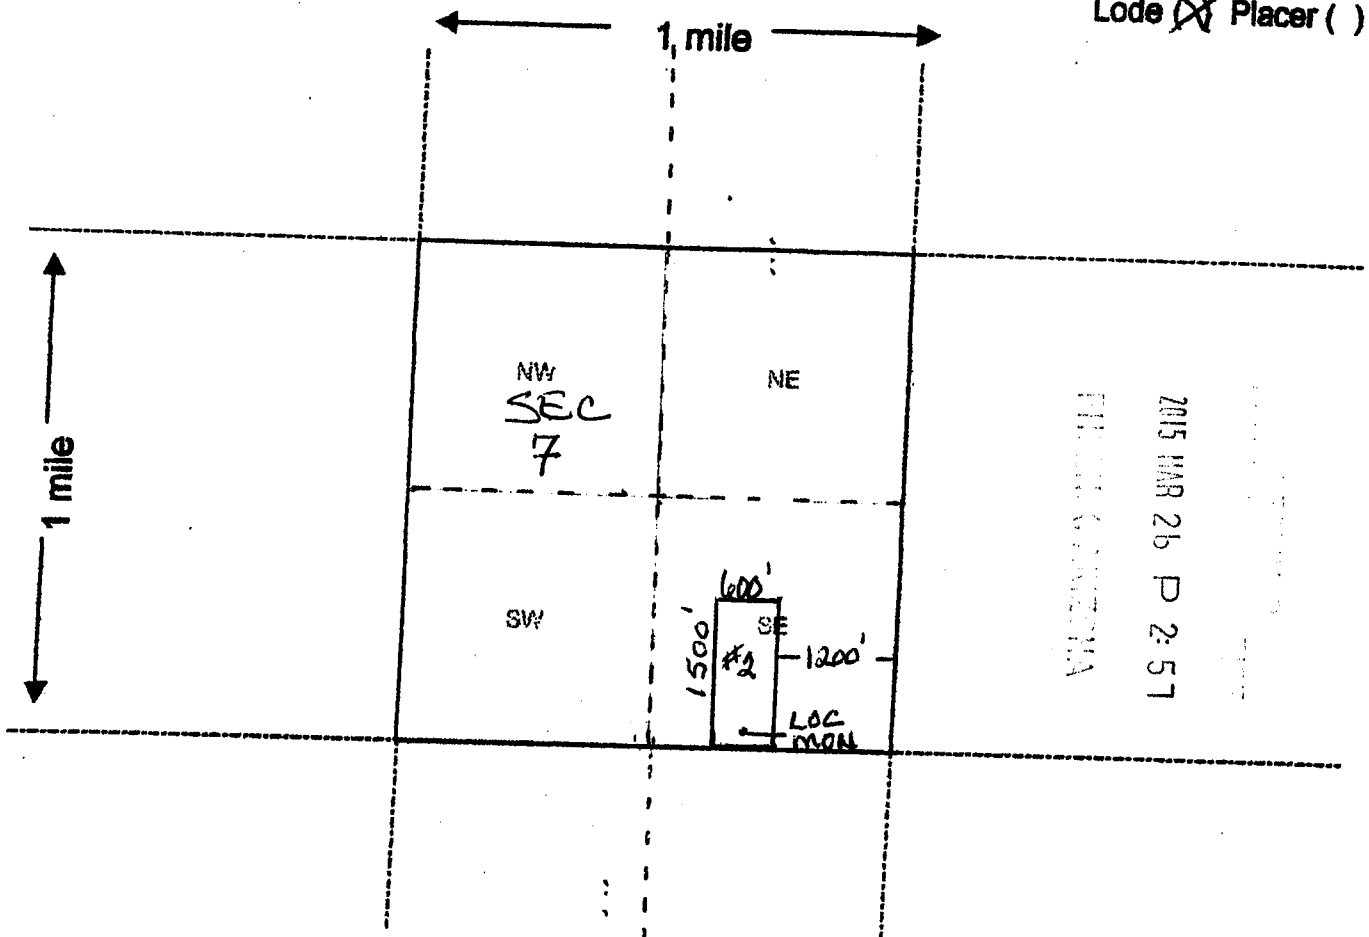 Lode (X) Placer ( )
1 mile
1 mile
NW
NE
SEC
7
SW
SE
600'
1500'
#2
1200'
LOC
MON
2015 MAR 26 P 2:57